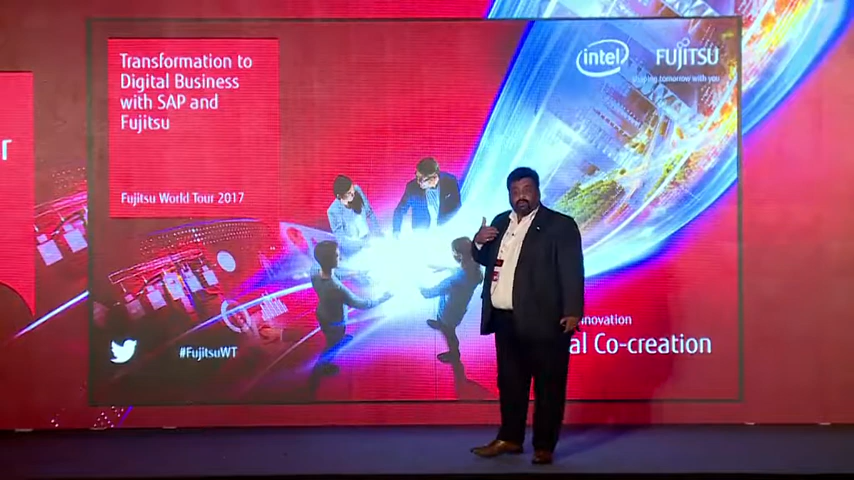 Transformation to
Digital Business
with SAP and
Fujitsu
Fujitsu World Tour 2017
intel
FUJITSU
shaping tomorrow with you
r
#FujitsuWT
nnovation
al Co-creation